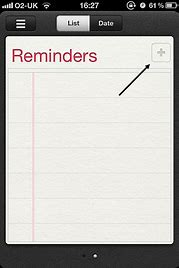 O2-UK 16:27 61%
List Date
Reminders